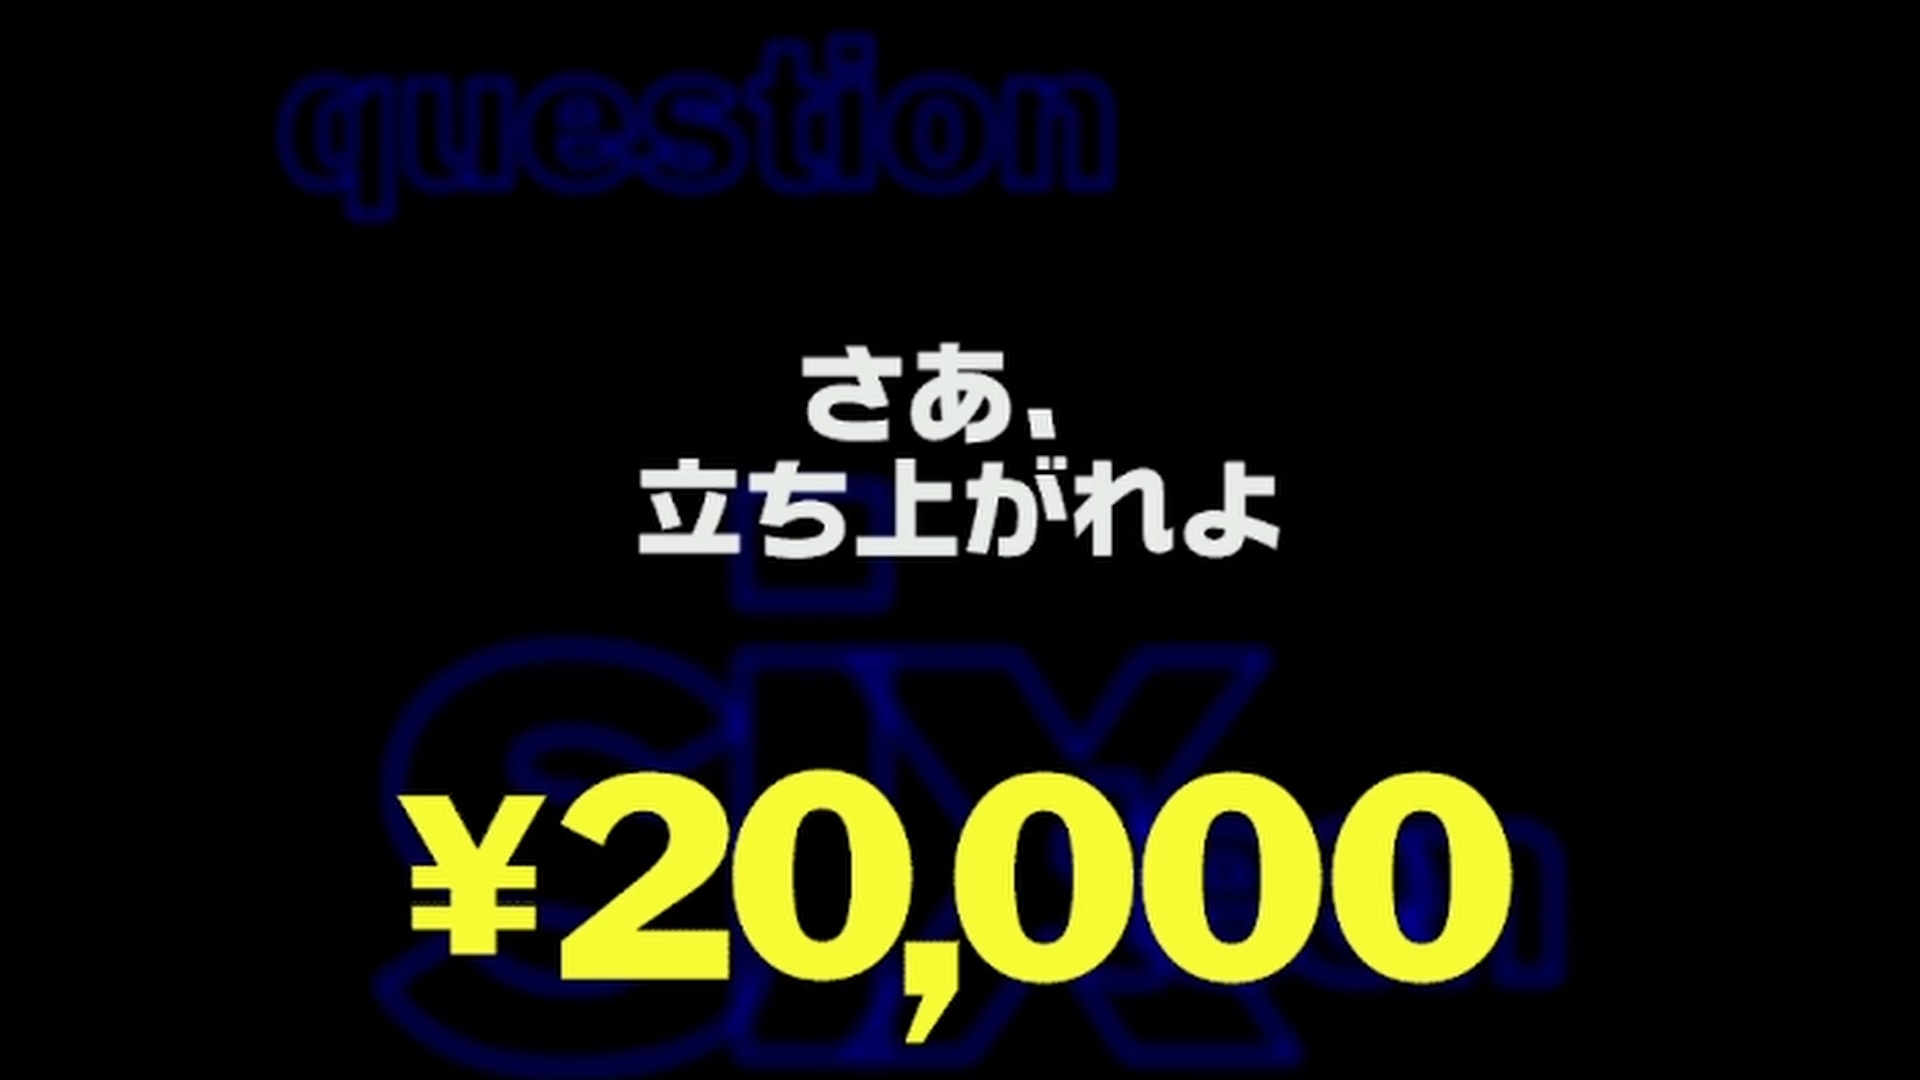 question
さあ、
立ち上がれよ
six
¥20,000